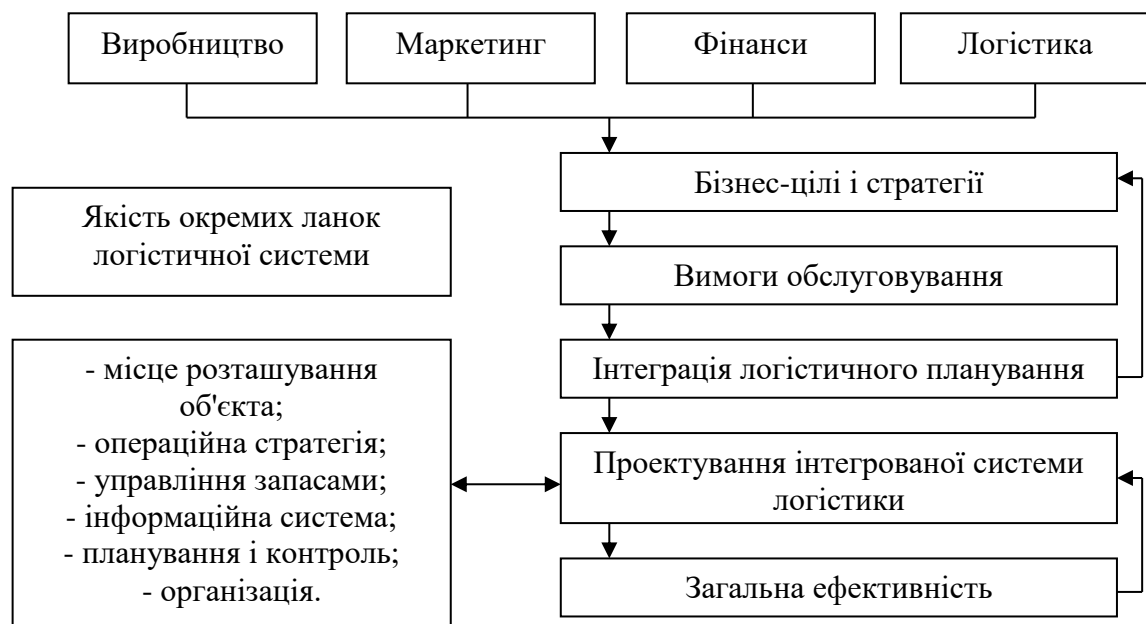 Виробництво
Маркетинг
Фінанси
Логістика
Бізнес-цілі і стратегії
Якість окремих ланок
логістичної системи
Вимоги обслуговування
Інтеграція логістичного планування
- місце розташування
об'єкта;
- операційна стратегія;
- управління запасами;
- інформаційна система;
- планування і контроль;
- організація.
Проектування інтегрованої системи
логістики
Загальна ефективність